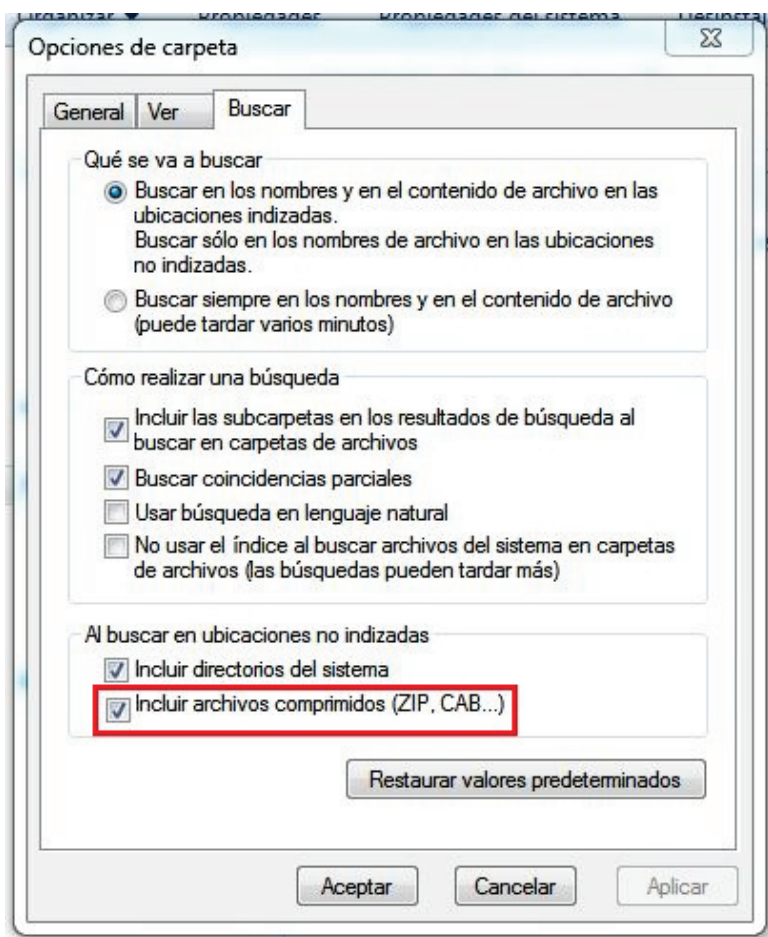 Organizar Propiedades Propiedades del sistema Desinstal
Opciones de carpeta
General Ver Buscar
Qué se va a buscar
Buscar en los nombres y en el contenido de archivo en las
ubicaciones indizadas.
Buscar sólo en los nombres de archivo en las ubicaciones
no indizadas.
Buscar siempre en los nombres y en el contenido de archivo
(puede tardar varios minutos)
Cómo realizar una búsqueda
Incluir las subcarpetas en los resultados de búsqueda al
buscar en carpetas de archivos
Buscar coincidencias parciales
Usar búsqueda en lenguaje natural
No usar el índice al buscar archivos del sistema en carpetas
de archivos (las búsquedas pueden tardar más)
Al buscar en ubicaciones no indizadas
Incluir directorios del sistema
Incluir archivos comprimidos (ZIP, CAB...)
Restaurar valores predeterminados
Aceptar Cancelar Aplicar